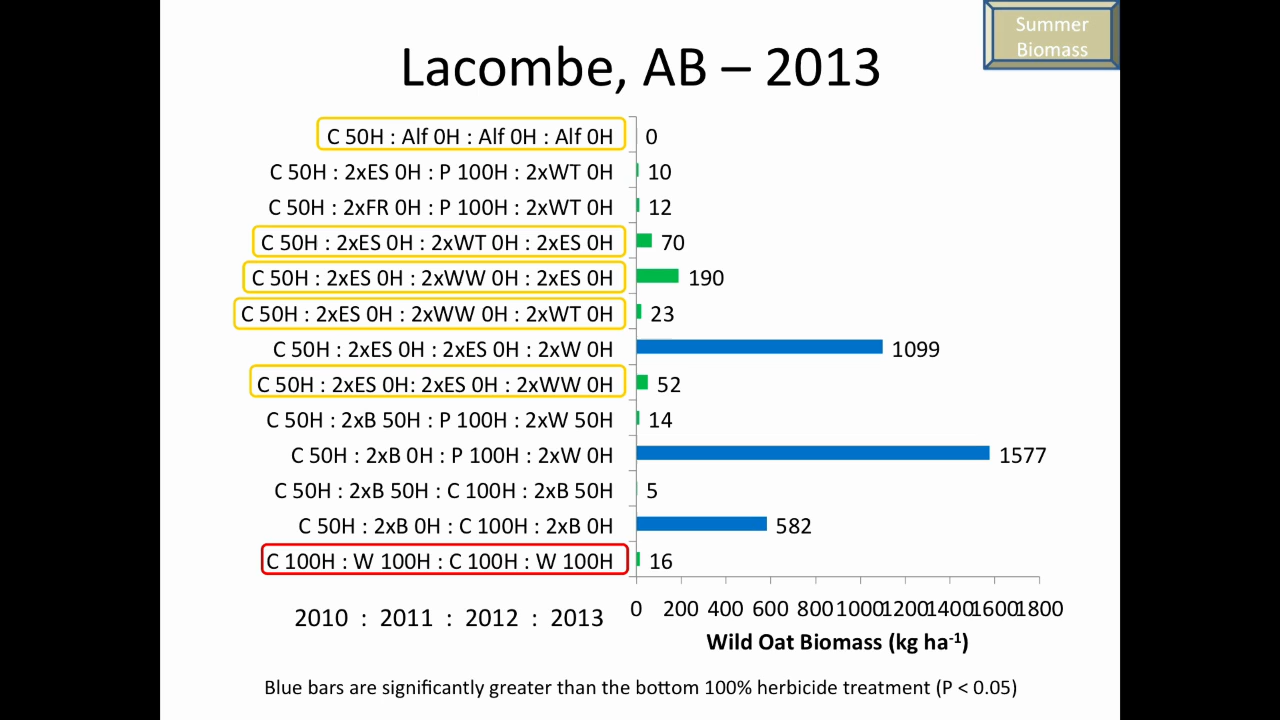 Summer
Biomass
Lacombe, AB – 2013
C 50H : Alf 0H : Alf 0H : Alf 0H 0
C 50H : 2xES 0H : P 100H : 2xWT 0H 10
C 50H : 2xFR 0H : P 100H : 2xWT 0H 12
C 50H : 2xES 0H : 2xWT 0H : 2xES 0H 70
C 50H : 2xES 0H : 2xWW 0H : 2xES 0H 190
C 50H : 2xES 0H : 2xWW 0H : 2xWT 0H 23
C 50H : 2xES 0H : 2xES 0H : 2xW 0H 1099
C 50H : 2xES 0H: 2xES 0H : 2xWW 0H 52
C 50H : 2xB 50H : P 100H : 2xW 50H 14
C 50H : 2xB 0H : P 100H : 2xW 0H 1577
C 50H : 2xB 50H : C 100H : 2xB 50H 5
C 50H : 2xB 0H : C 100H : 2xB 0H 582
C 100H : W 100H : C 100H : W 100H 16
2010 : 2011 : 2012 : 2013 0 200 400 600 800 1000 1200 1400 1600 1800
Wild Oat Biomass (kg ha⁻¹)
Blue bars are significantly greater than the bottom 100% herbicide treatment (P < 0.05)